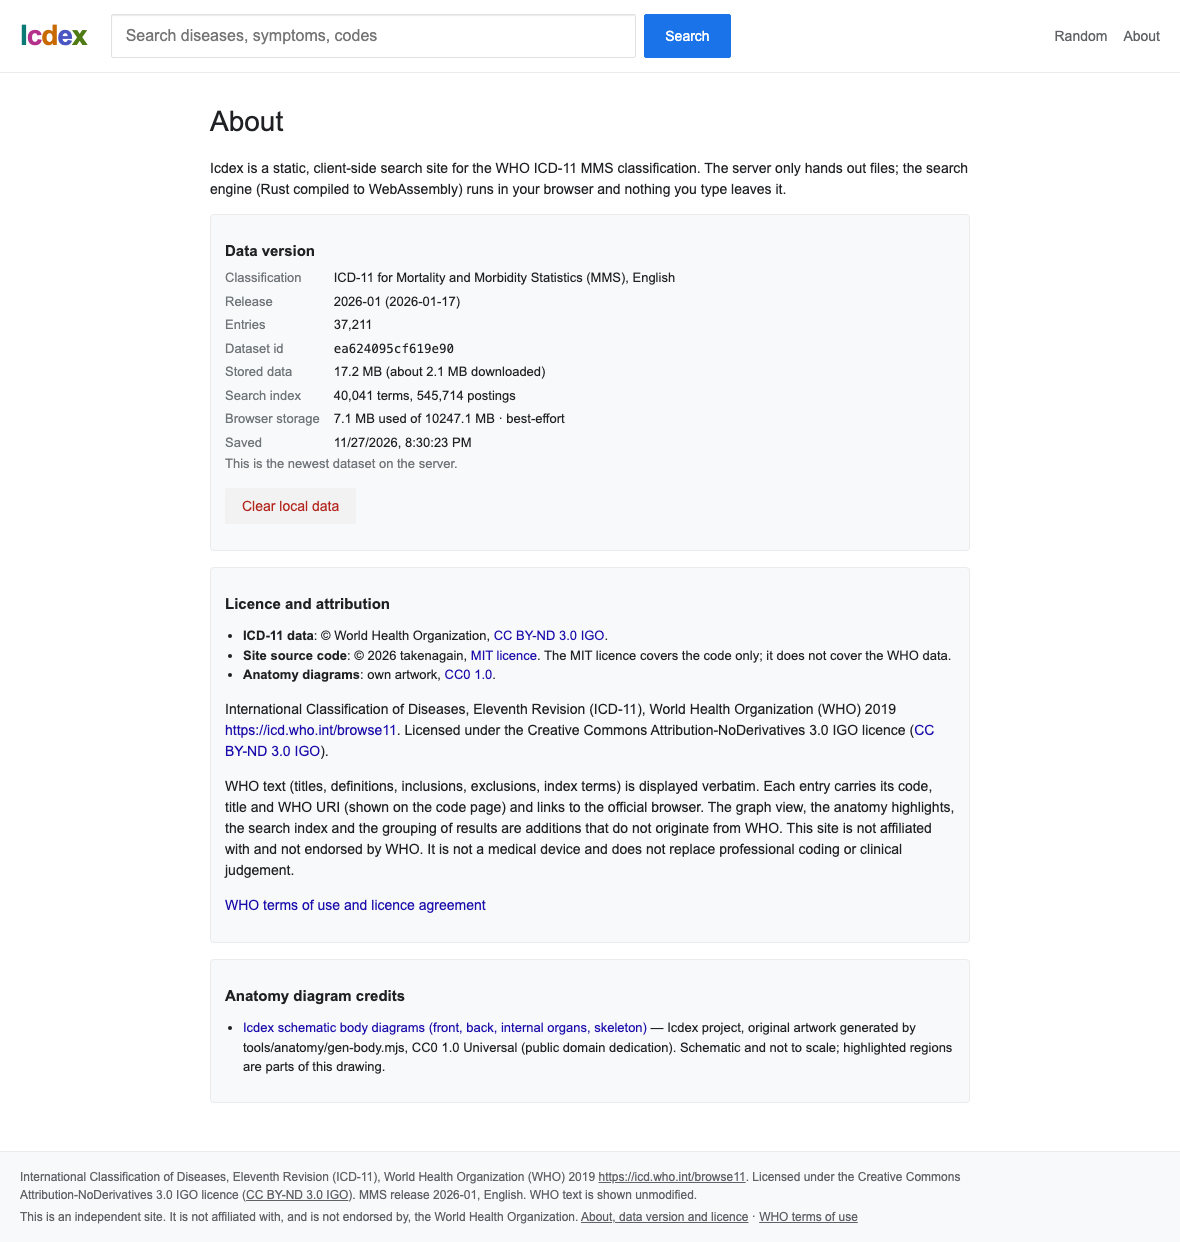 Icdex
Search diseases, symptoms, codes
Search
Random
About
About
Icdex is a static, client-side search site for the WHO ICD-11 MMS classification. The server only hands out files; the search
engine (Rust compiled to WebAssembly) runs in your browser and nothing you type leaves it.
Data version
Classification ICD-11 for Mortality and Morbidity Statistics (MMS), English
Release 2026-01 (2026-01-17)
Entries 37,211
Dataset id ea624095cf619e90
Stored data 17.2 MB (about 2.1 MB downloaded)
Search index 40,041 terms, 545,714 postings
Browser storage 7.1 MB used of 10247.1 MB · best-effort
Saved 11/27/2026, 8:30:23 PM
This is the newest dataset on the server.
Clear local data
Licence and attribution
• ICD-11 data: © World Health Organization, CC BY-ND 3.0 IGO.
• Site source code: © 2026 takenagain, MIT licence. The MIT licence covers the code only; it does not cover the WHO data.
• Anatomy diagrams: own artwork, CC0 1.0.
International Classification of Diseases, Eleventh Revision (ICD-11), World Health Organization (WHO) 2019
https://icd.who.int/browse11. Licensed under the Creative Commons Attribution-NoDerivatives 3.0 IGO licence (CC
BY-ND 3.0 IGO).
WHO text (titles, definitions, inclusions, exclusions, index terms) is displayed verbatim. Each entry carries its code,
title and WHO URI (shown on the code page) and links to the official browser. The graph view, the anatomy highlights,
the search index and the grouping of results are additions that do not originate from WHO. This site is not affiliated
with and not endorsed by WHO. It is not a medical device and does not replace professional coding or clinical
judgement.
WHO terms of use and licence agreement
Anatomy diagram credits
• Icdex schematic body diagrams (front, back, internal organs, skeleton) — Icdex project, original artwork generated by
tools/anatomy/gen-body.mjs, CC0 1.0 Universal (public domain dedication). Schematic and not to scale; highlighted regions
are parts of this drawing.
International Classification of Diseases, Eleventh Revision (ICD-11), World Health Organization (WHO) 2019 https://icd.who.int/browse11. Licensed under the Creative Commons
Attribution-NoDerivatives 3.0 IGO licence (CC BY-ND 3.0 IGO). MMS release 2026-01, English. WHO text is shown unmodified.
This is an independent site. It is not affiliated with, and is not endorsed by, the World Health Organization. About, data version and licence · WHO terms of use